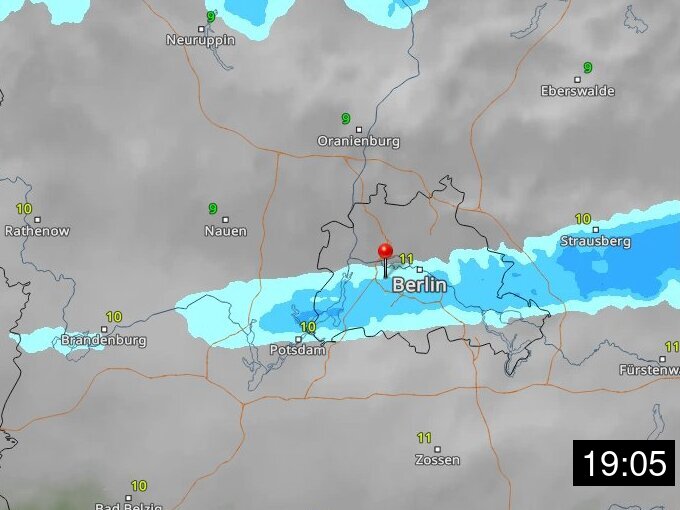 9
Neuruppin
9
Eberswalde
9
Oranienburg
10
Rathenow
9
Nauen
10
Strausberg
11
Berlin
10
Brandenburg
10
Potsdam
11
Fürstenw
11
Zossen
19:05
10
Bad Belzig